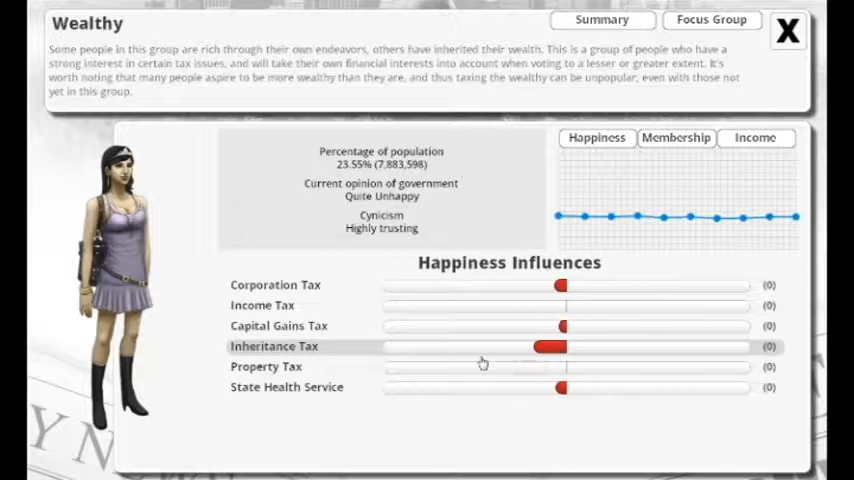 Wealthy
Summary
Focus Group
X
Some people in this group are rich through their own endeavors, others have inherited their wealth. This is a group of people who have a
strong interest in certain tax issues, and will take their own financial interests into account when voting to a lesser or greater extent. It's
worth noting that many people aspire to be more wealthy than they are, and thus taxing the wealthy can be unpopular, even with those not
yet in this group.
Percentage of population
23.55% (7,883,598)
Current opinion of government
Quite Unhappy
Cynicism
Highly trusting
Happiness
Membership
Income
Happiness Influences
Corporation Tax (0)
Income Tax (0)
Capital Gains Tax (0)
Inheritance Tax (0)
Property Tax (0)
State Health Service (0)